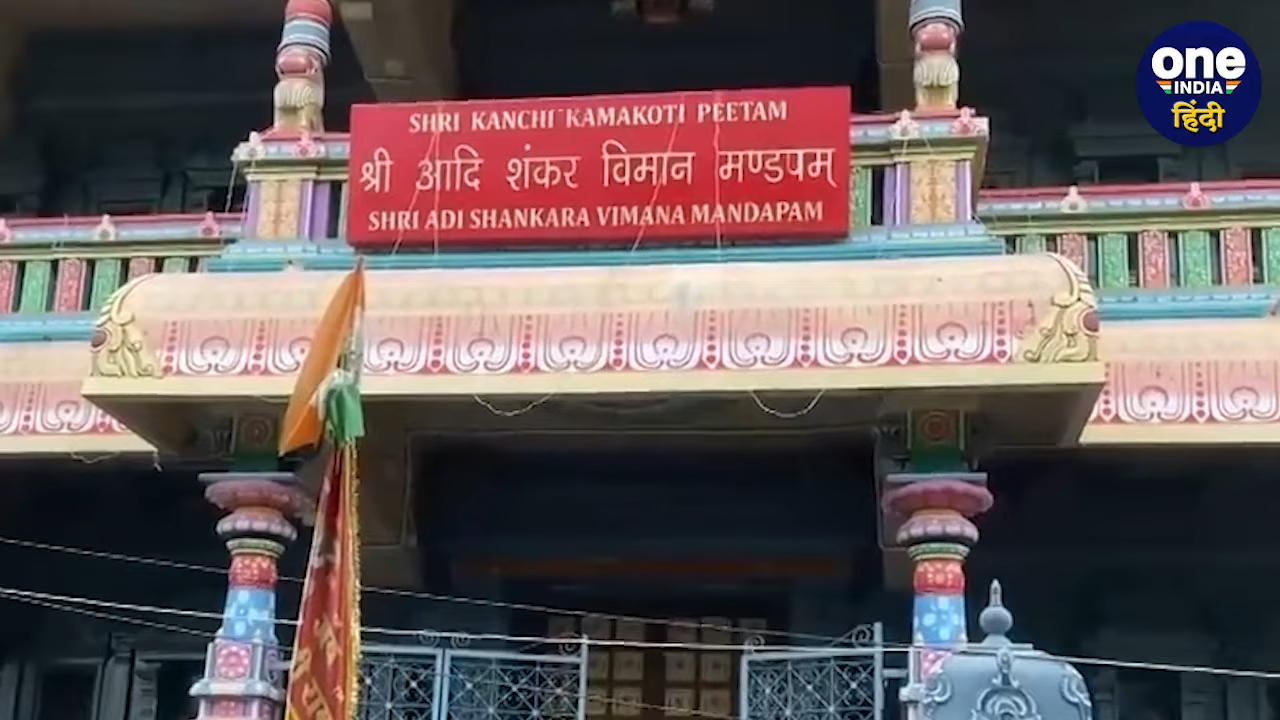 SHRI KANCHI KAMAKOTI PEETAM
श्री आदि शंकर विमान मण्डपम्
SHRI ADI SHANKARA VIMANA MANDAPAM
one
INDIA
हिंदी